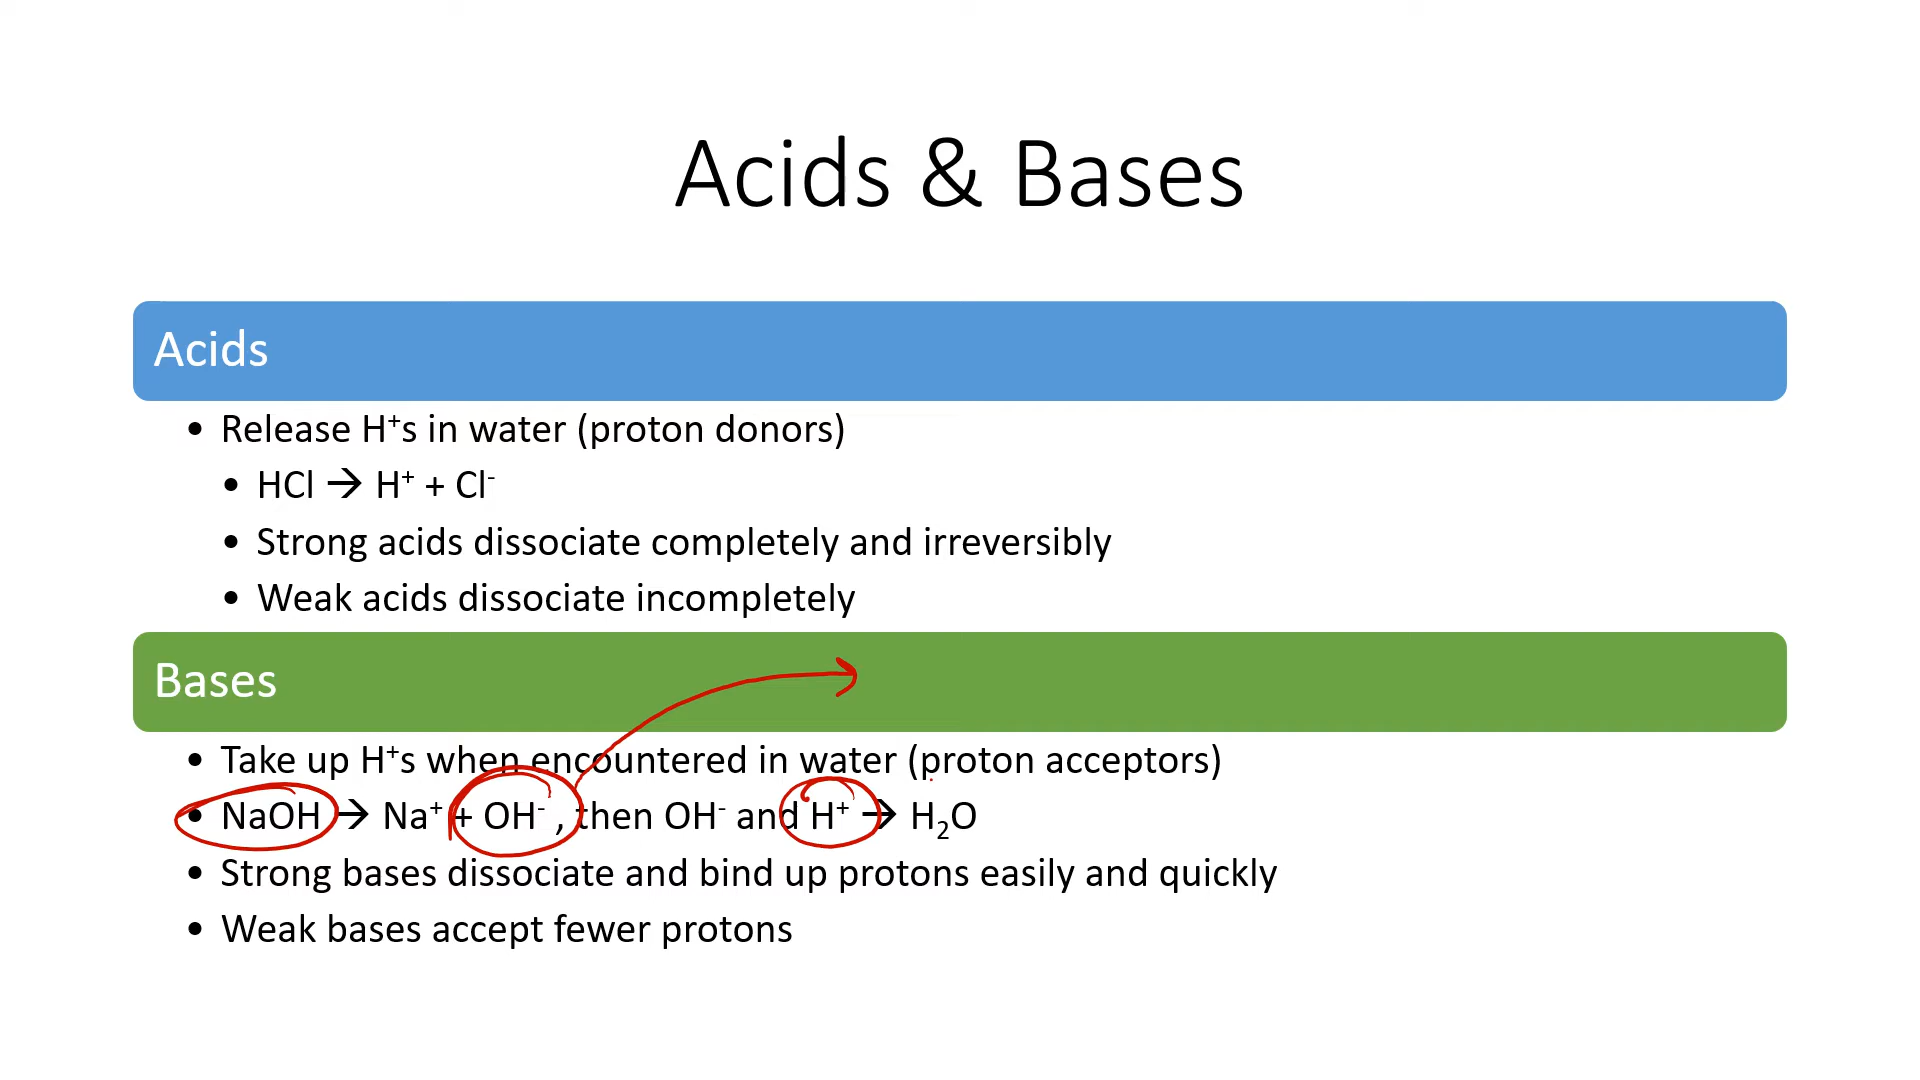 Acids & Bases
Acids
• Release H⁺s in water (proton donors)
• HCl → H⁺ + Cl⁻
• Strong acids dissociate completely and irreversibly
• Weak acids dissociate incompletely
Bases
• Take up H⁺s when encountered in water (proton acceptors)
• NaOH → Na⁺ + OH⁻ , then OH⁻ and H⁺ → H₂O
• Strong bases dissociate and bind up protons easily and quickly
• Weak bases accept fewer protons